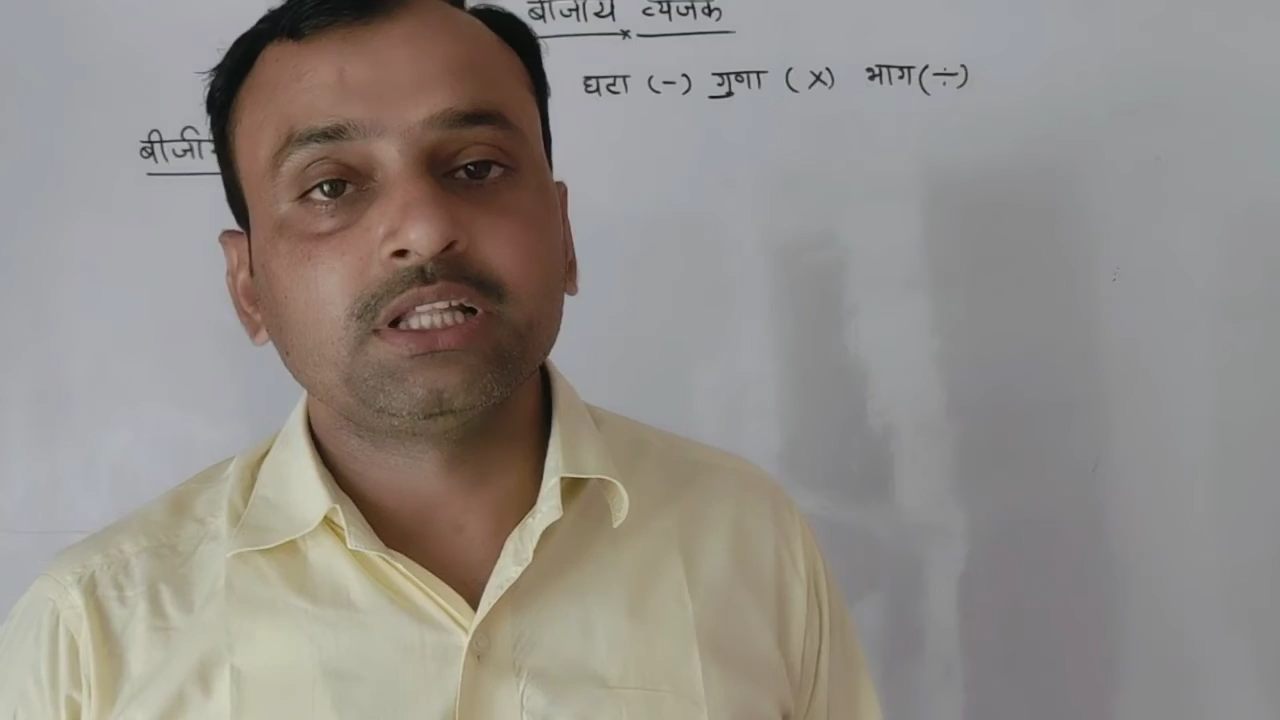 बीजीय व्यंजक
घटा (-) गुणा (×) भाग (÷)